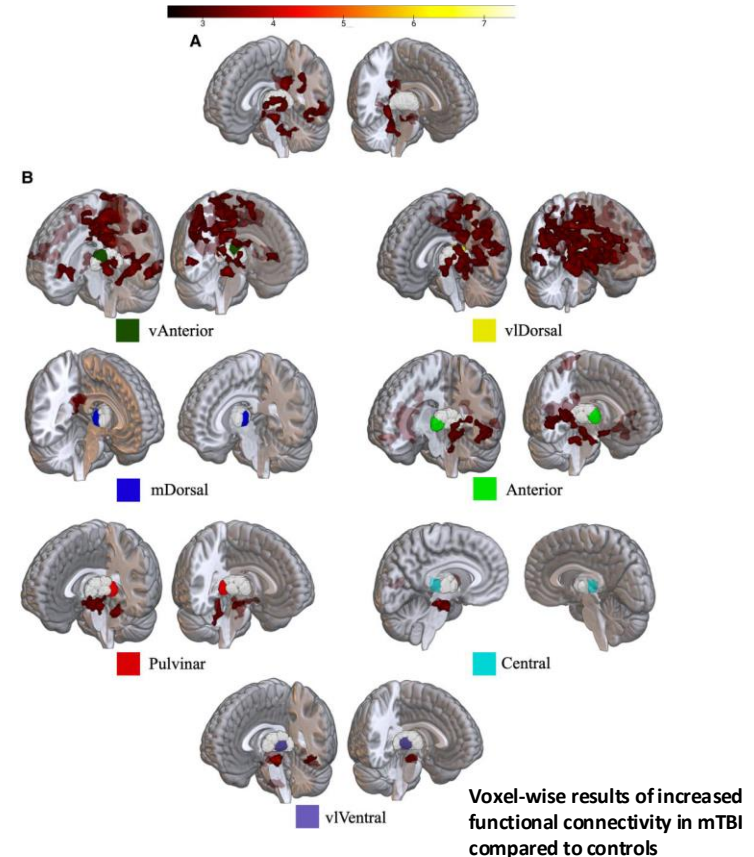 3 4 5 6 7
A
B
vAnterior
vlDorsal
mDorsal
Anterior
Pulvinar
Central
vlVentral
Voxel-wise results of increased
functional connectivity in mTBI
compared to controls